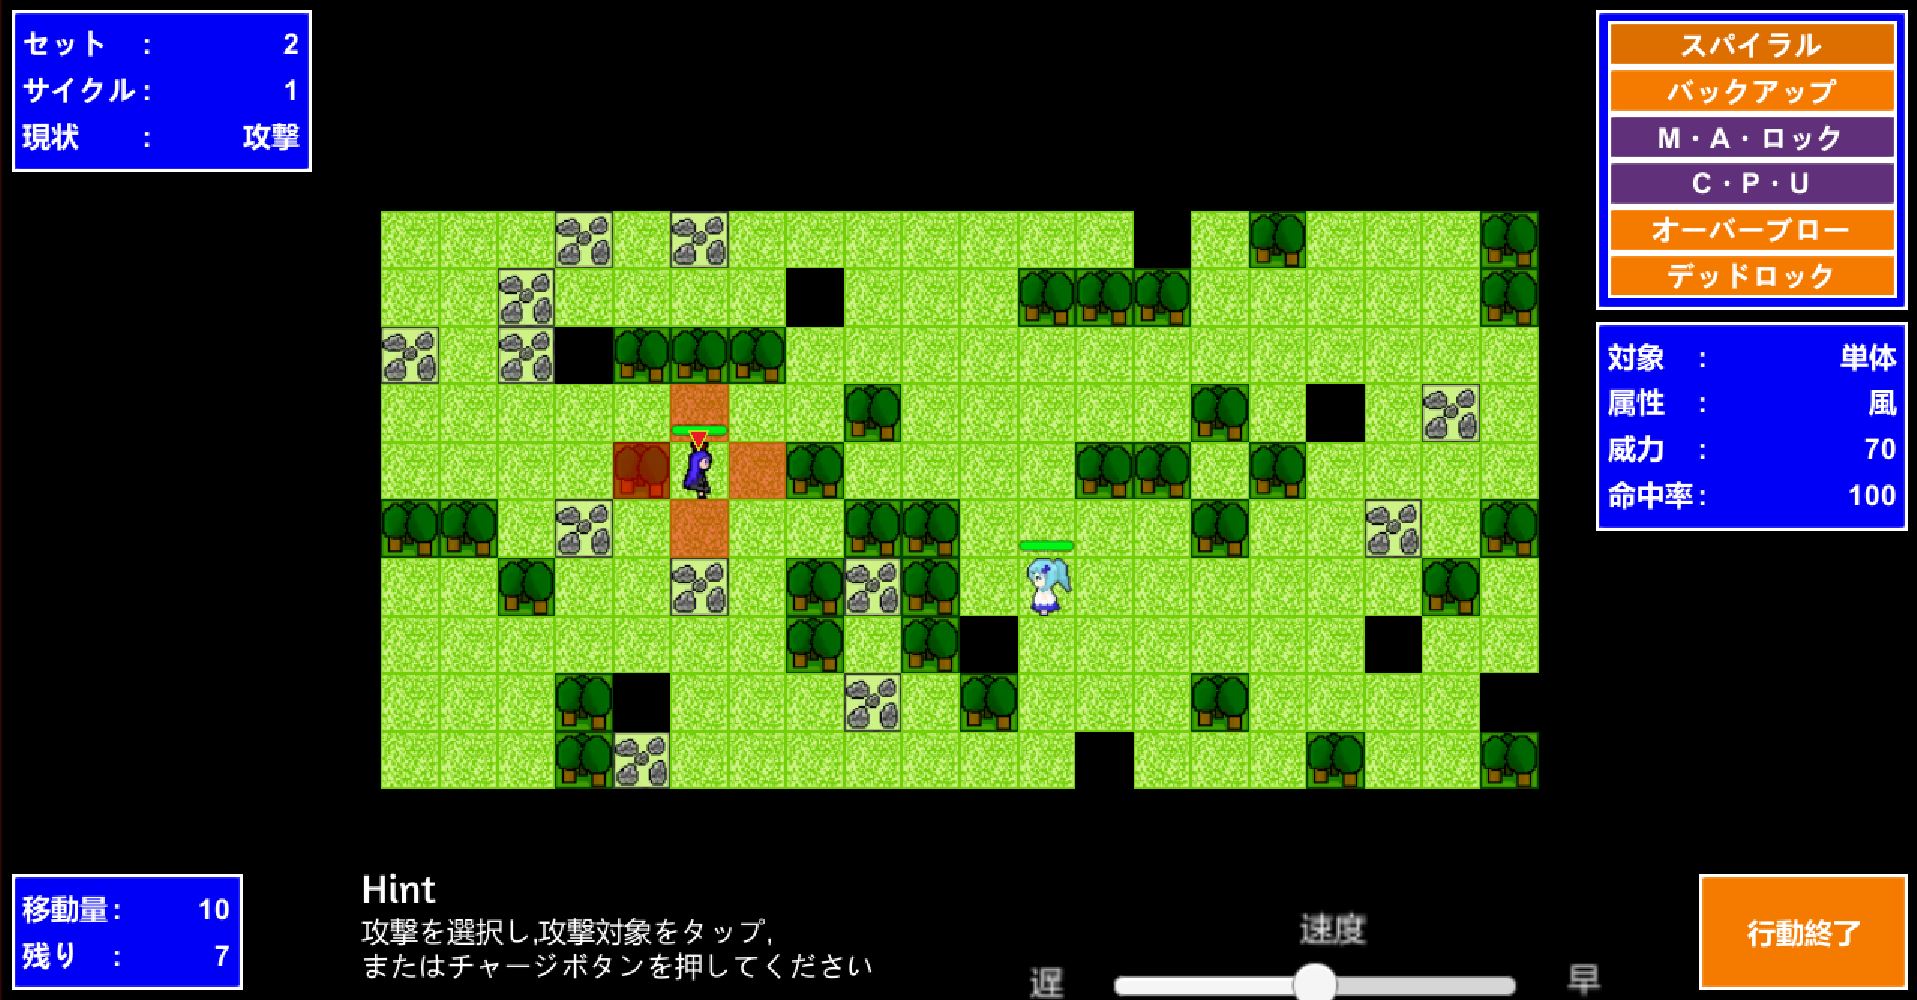 セット : 2
サイクル : 1
現状 : 攻撃
スパイラル
バックアップ
M・A・ロック
C・P・U
オーバーブロー
デッドロック
対象 : 単体
属性 : 風
威力 : 70
命中率 : 100
移動量 : 10
残り : 7
Hint
攻撃を選択し,攻撃対象をタップ,
またはチャージボタンを押してください
速度
遅
早
行動終了